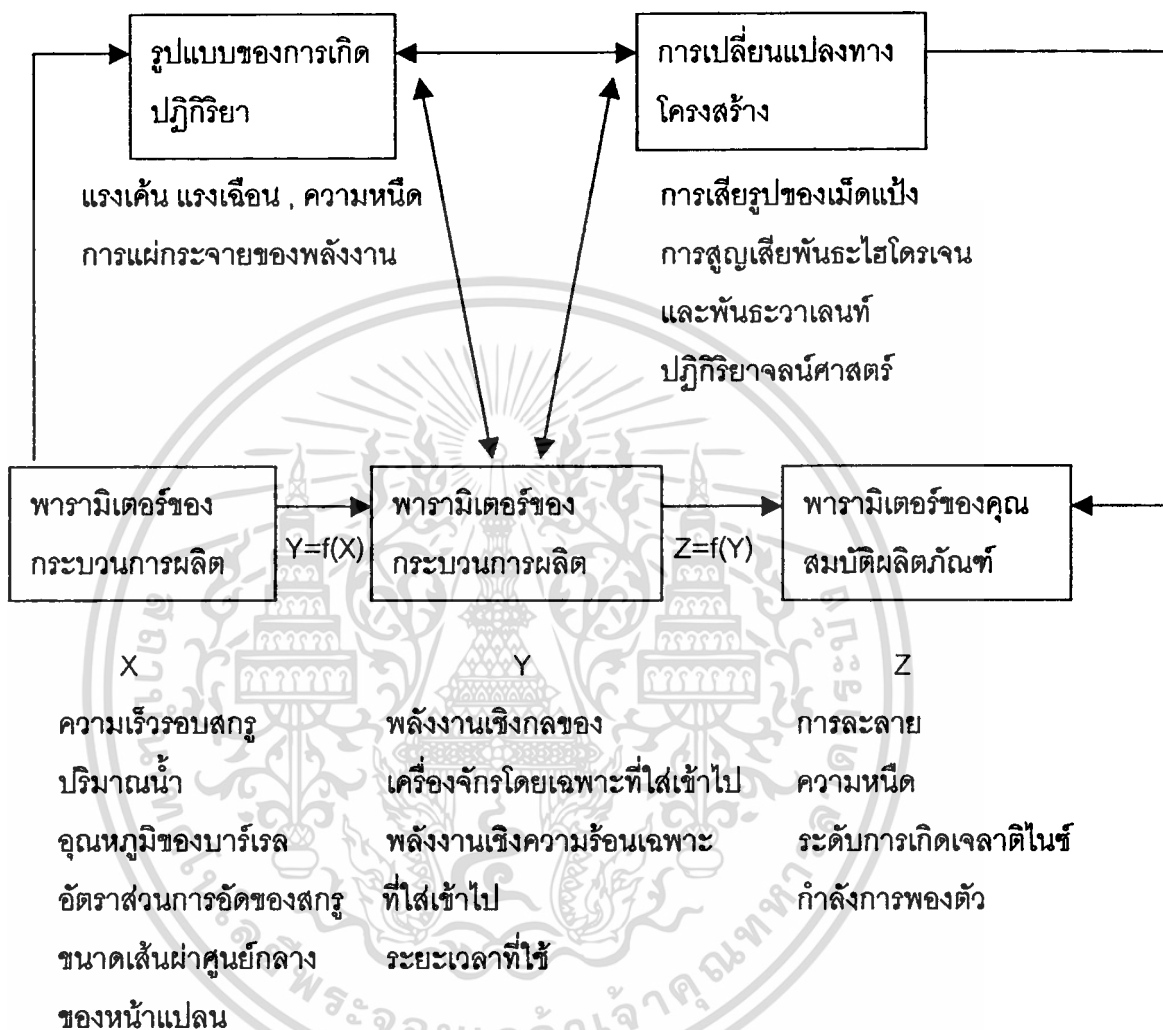 รูปแบบของการเกิด
ปฏิกิริยา
การเปลี่ยนแปลงทาง
โครงสร้าง
แรงเค้น แรงเฉือน , ความหนืด
การแผ่กระจายของพลังงาน
การเสียรูปของเม็ดแป้ง
การสูญเสียพันธะไฮโดรเจน
และพันธะวาเลนท์
ปฏิกิริยาจลน์ศาสตร์
พารามิเตอร์ของ
กระบวนการผลิต
Y=f(X)
พารามิเตอร์ของ
กระบวนการผลิต
Z=f(Y)
พารามิเตอร์ของคุณ
สมบัติผลิตภัณฑ์
X
ความเร็วรอบสกรู
ปริมาณน้ำ
อุณหภูมิของบาร์เรล
อัตราส่วนการอัดของสกรู
ขนาดเส้นผ่าศูนย์กลาง
ของหน้าแปลน
Y
พลังงานเชิงกลของ
เครื่องจักรโดยเฉพาะที่ใส่เข้าไป
พลังงานเชิงความร้อนเฉพาะ
ที่ใส่เข้าไป
ระยะเวลาที่ใช้
Z
การละลาย
ความหนืด
ระดับการเกิดเจลาติไนซ์
กำลังการพองตัว